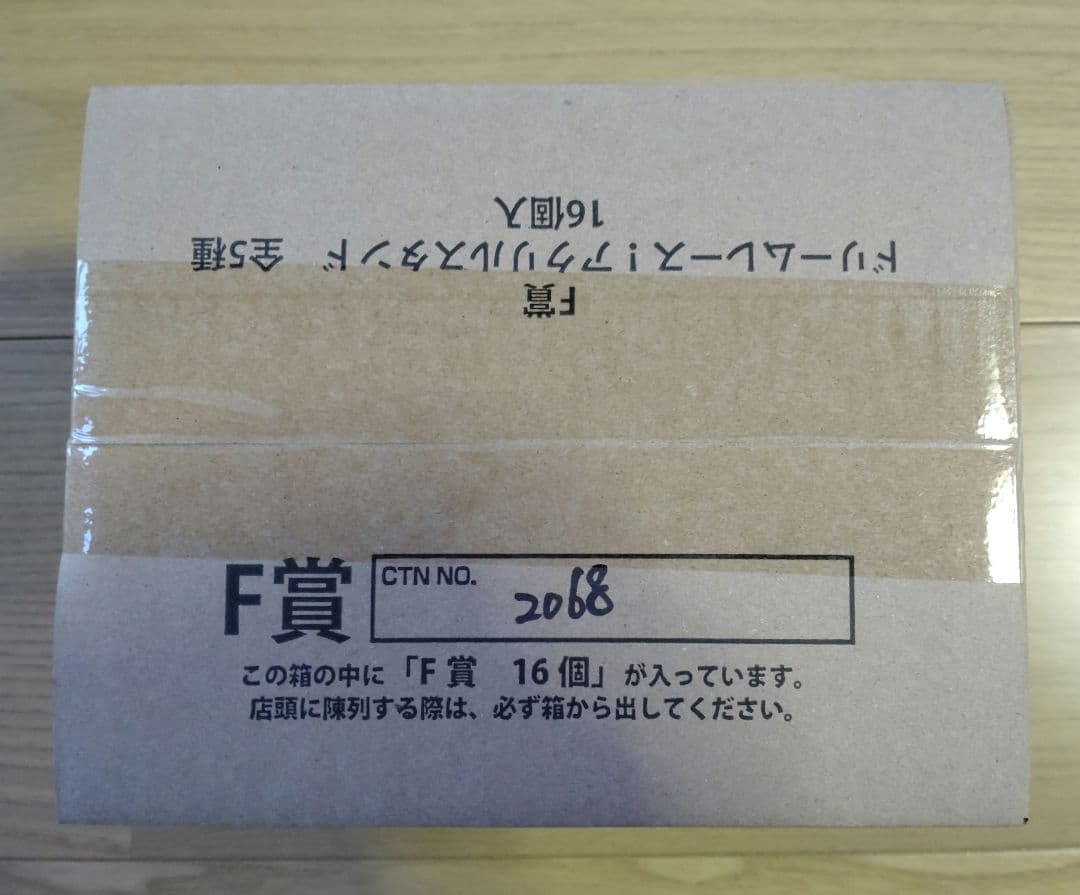 F賞
ドリームレース!アクリルスタンド 全5種
16個入
F賞
CTN NO.
2068
この箱の中に「F賞 16個」が入っています。
店頭に陳列する際は、必ず箱から出してください。